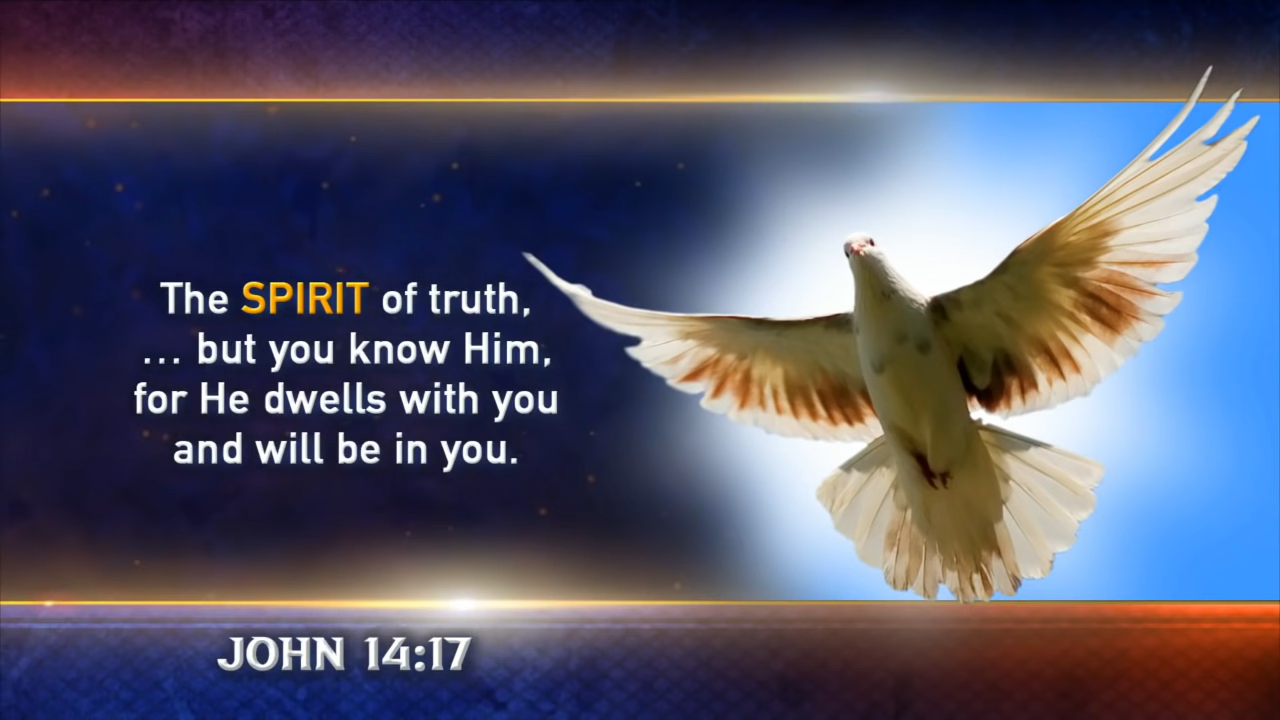 The SPIRIT of truth,
... but you know Him,
for He dwells with you
and will be in you.
JOHN 14:17